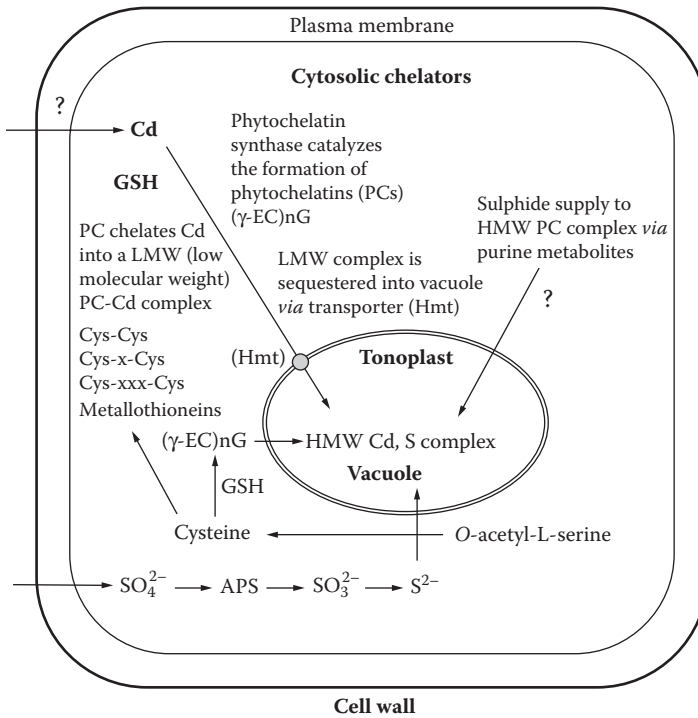 Plasma membrane
Cytosolic chelators
?
Cd
GSH
Phytochelatin
synthase catalyzes
the formation of
phytochelatins (PCs)
(γ-EC)nG
Sulphide supply to
HMW PC complex via
purine metabolites
?
PC chelates Cd
into a LMW (low
molecular weight)
PC-Cd complex
LMW complex is
sequestered into vacuole
via transporter (Hmt)
Cys-Cys
Cys-x-Cys
Cys-xxx-Cys
Metallothioneins
(Hmt)
Tonoplast
(γ-EC)nG
HMW Cd, S complex
Vacuole
GSH
Cysteine
O-acetyl-L-serine
SO₄²⁻ APS SO₃²⁻ S²⁻
Cell wall